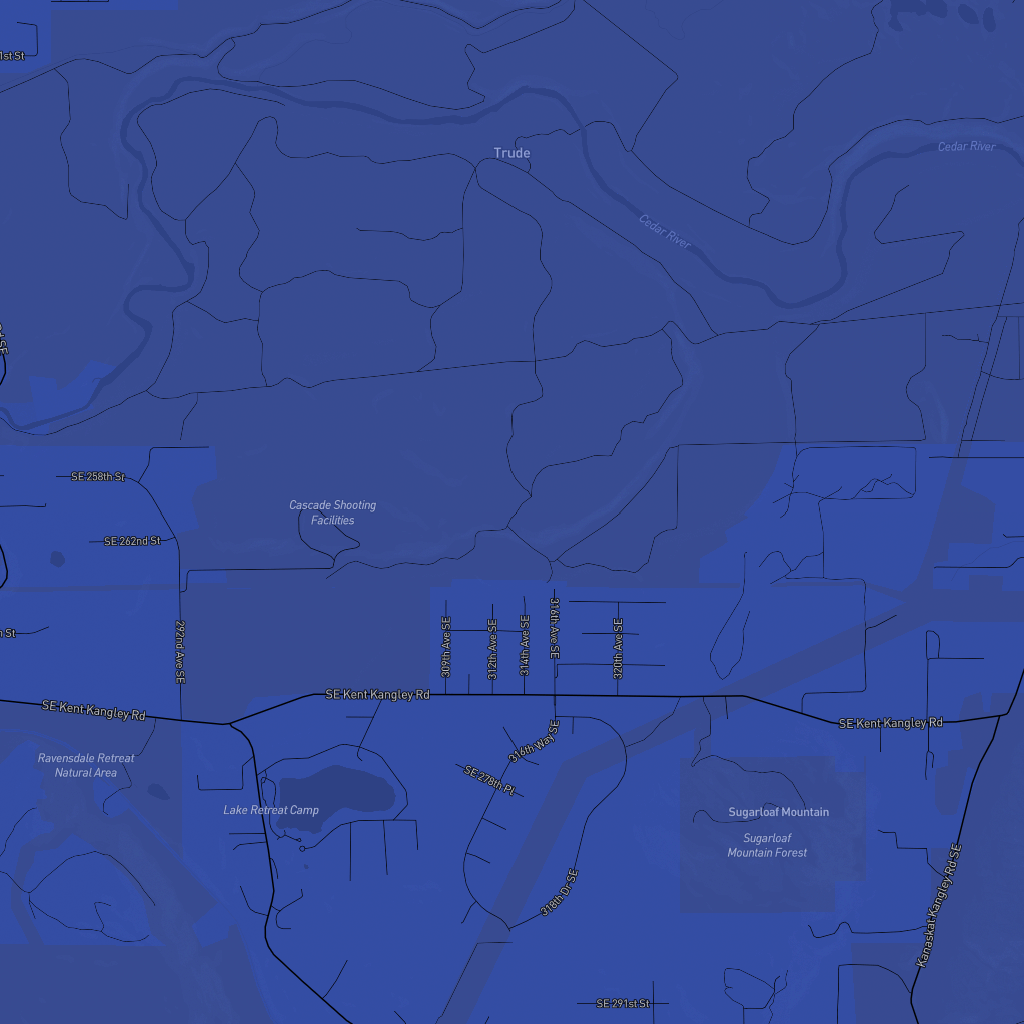 1st St
Trude
Cedar River
Cedar River
SE 258th St
Cascade Shooting
Facilities
SE 262nd St
292nd Ave SE
309th Ave SE
312th Ave SE
314th Ave SE
316th Ave SE
320th Ave SE
SE Kent Kangley Rd
SE Kent Kangley Rd
SE Kent Kangley Rd
316th Way SE
SE 278th Pl
Ravensdale Retreat
Natural Area
Lake Retreat Camp
Sugarloaf Mountain
Sugarloaf
Mountain Forest
318th Dr SE
Kanaskat Kangley Rd SE
SE 291st St